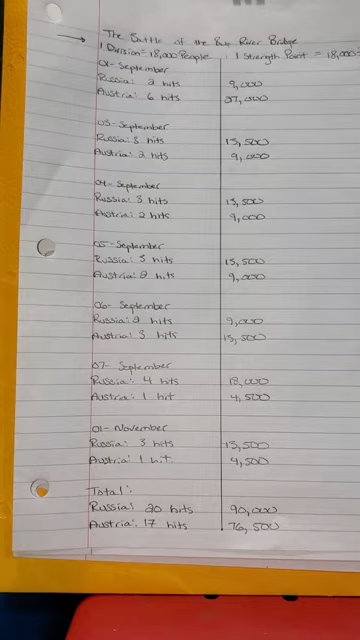 The Battle of the Bug River Bridge
1 Division = 18,000 People 1 Strength Point = 18,000
01- September
Russia: 2 hits 9,000
Austria: 6 hits 27,000
03- September
Russia: 3 hits 13,500
Austria: 2 hits 9,000
04- September
Russia: 3 hits 13,500
Austria: 2 hits 9,000
05- September
Russia: 3 hits 13,500
Austria: 2 hits 9,000
06- September
Russia: 2 hits 9,000
Austria: 3 hits 13,500
07- September
Russia: 4 hits 18,000
Austria: 1 hit 4,500
01- November
Russia: 3 hits 13,500
Austria: 1 hit 4,500
Total:
Russia: 20 hits 90,000
Austria: 17 hits 76,500